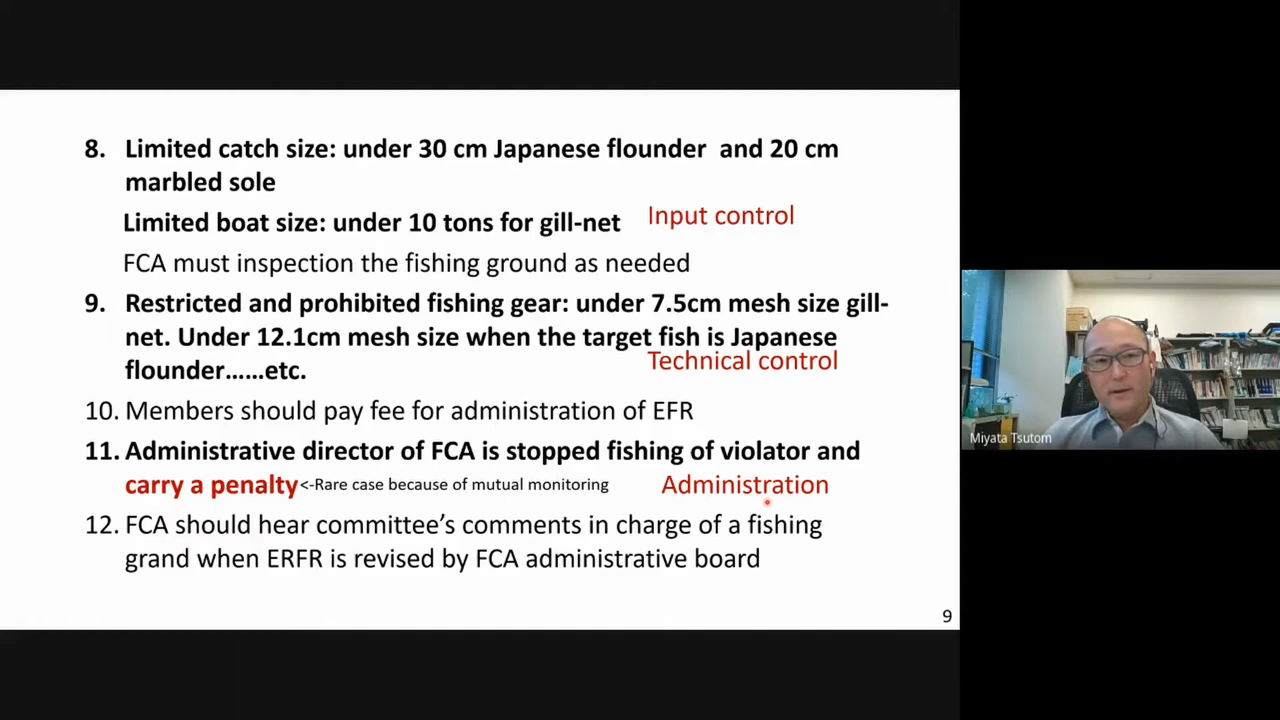 8. Limited catch size: under 30 cm Japanese flounder and 20 cm
marbled sole
Limited boat size: under 10 tons for gill-net
Input control
FCA must inspection the fishing ground as needed
9. Restricted and prohibited fishing gear: under 7.5cm mesh size gill-
net. Under 12.1cm mesh size when the target fish is Japanese
flounder……etc.
Technical control
10. Members should pay fee for administration of EFR
11. Administrative director of FCA is stopped fishing of violator and
carry a penalty<-Rare case because of mutual monitoring
Administration
12. FCA should hear committee’s comments in charge of a fishing
grand when ERFR is revised by FCA administrative board
9
Miyata Tsutom